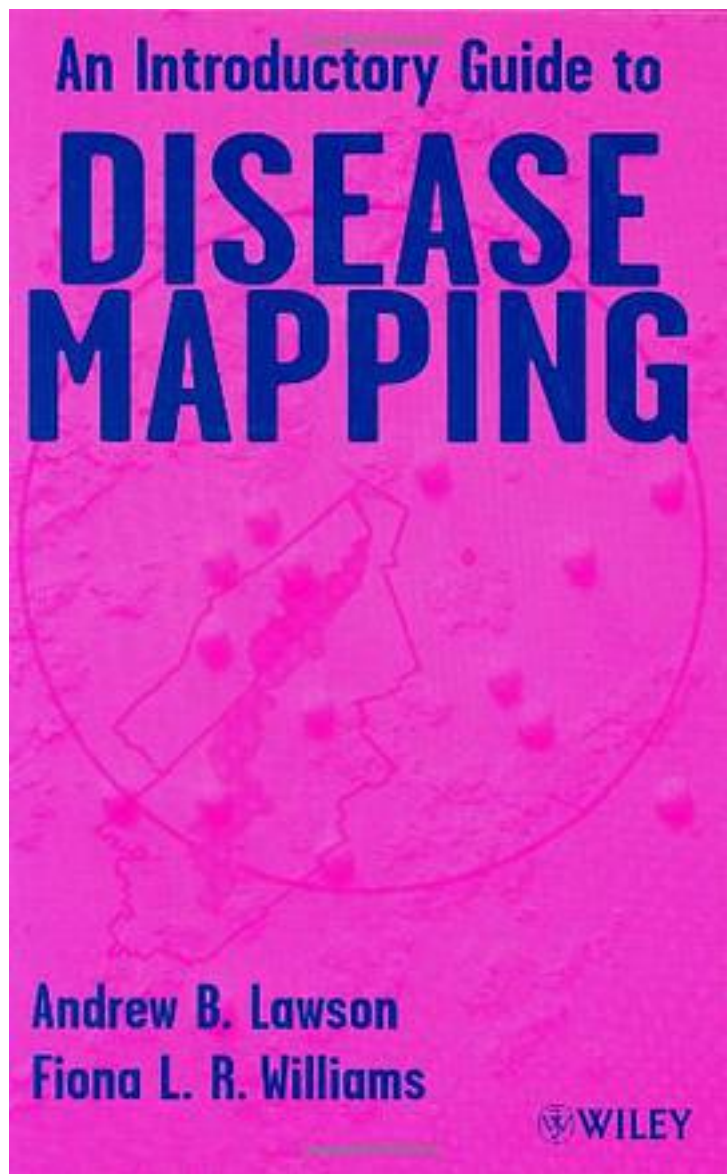 An Introductory Guide to
DISEASE
MAPPING
Andrew B. Lawson
Fiona L. R. Williams
WILEY